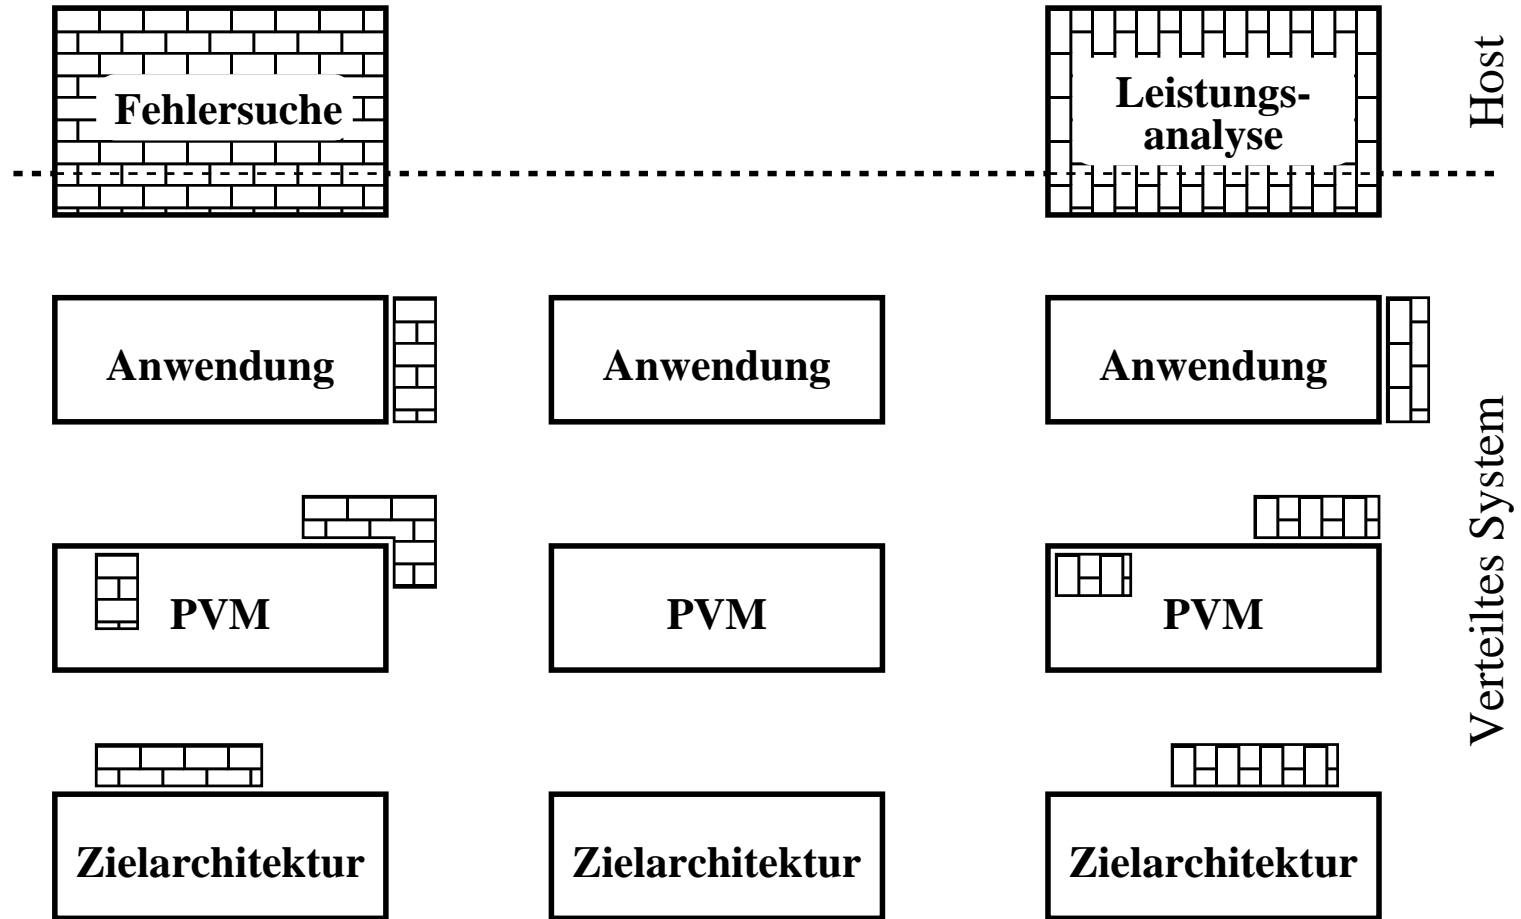 Fehlersuche
Leistungs-
analyse
Host
Anwendung
Anwendung
Anwendung
PVM
PVM
PVM
Verteiltes System
Zielarchitektur
Zielarchitektur
Zielarchitektur